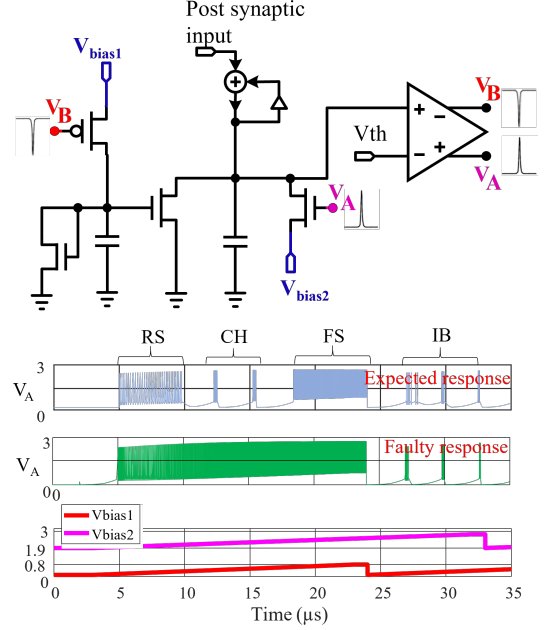 Post synaptic
input
Vbias1
VB
+
VB
+
−
Vth
−
+
VA
VA
Vbias2
RS CH FS IB
3
VA
0
Expected response
3
VA
0
0
Faulty response
3
1.9
0.8
0
Vbias1
Vbias2
0 5 10 15 20 25 33 35
Time (µs)